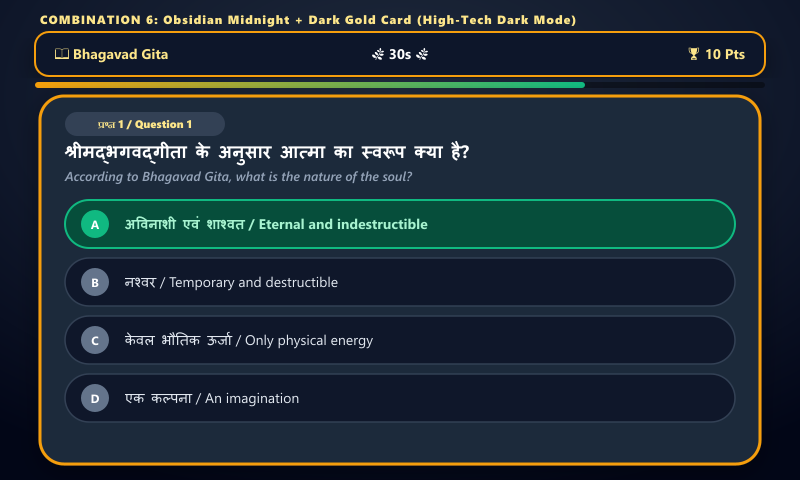 COMBINATION 6: Obsidian Midnight + Dark Gold Card (High-Tech Dark Mode)
Bhagavad Gita
30s
10 Pts
प्रश्न 1 / Question 1
श्रीमद्भगवद्गीता के अनुसार आत्मा का स्वरूप क्या है?
According to Bhagavad Gita, what is the nature of the soul?
A अविनाशी एवं शाश्वत / Eternal and indestructible
B नश्वर / Temporary and destructible
C केवल भौतिक ऊर्जा / Only physical energy
D एक कल्पना / An imagination